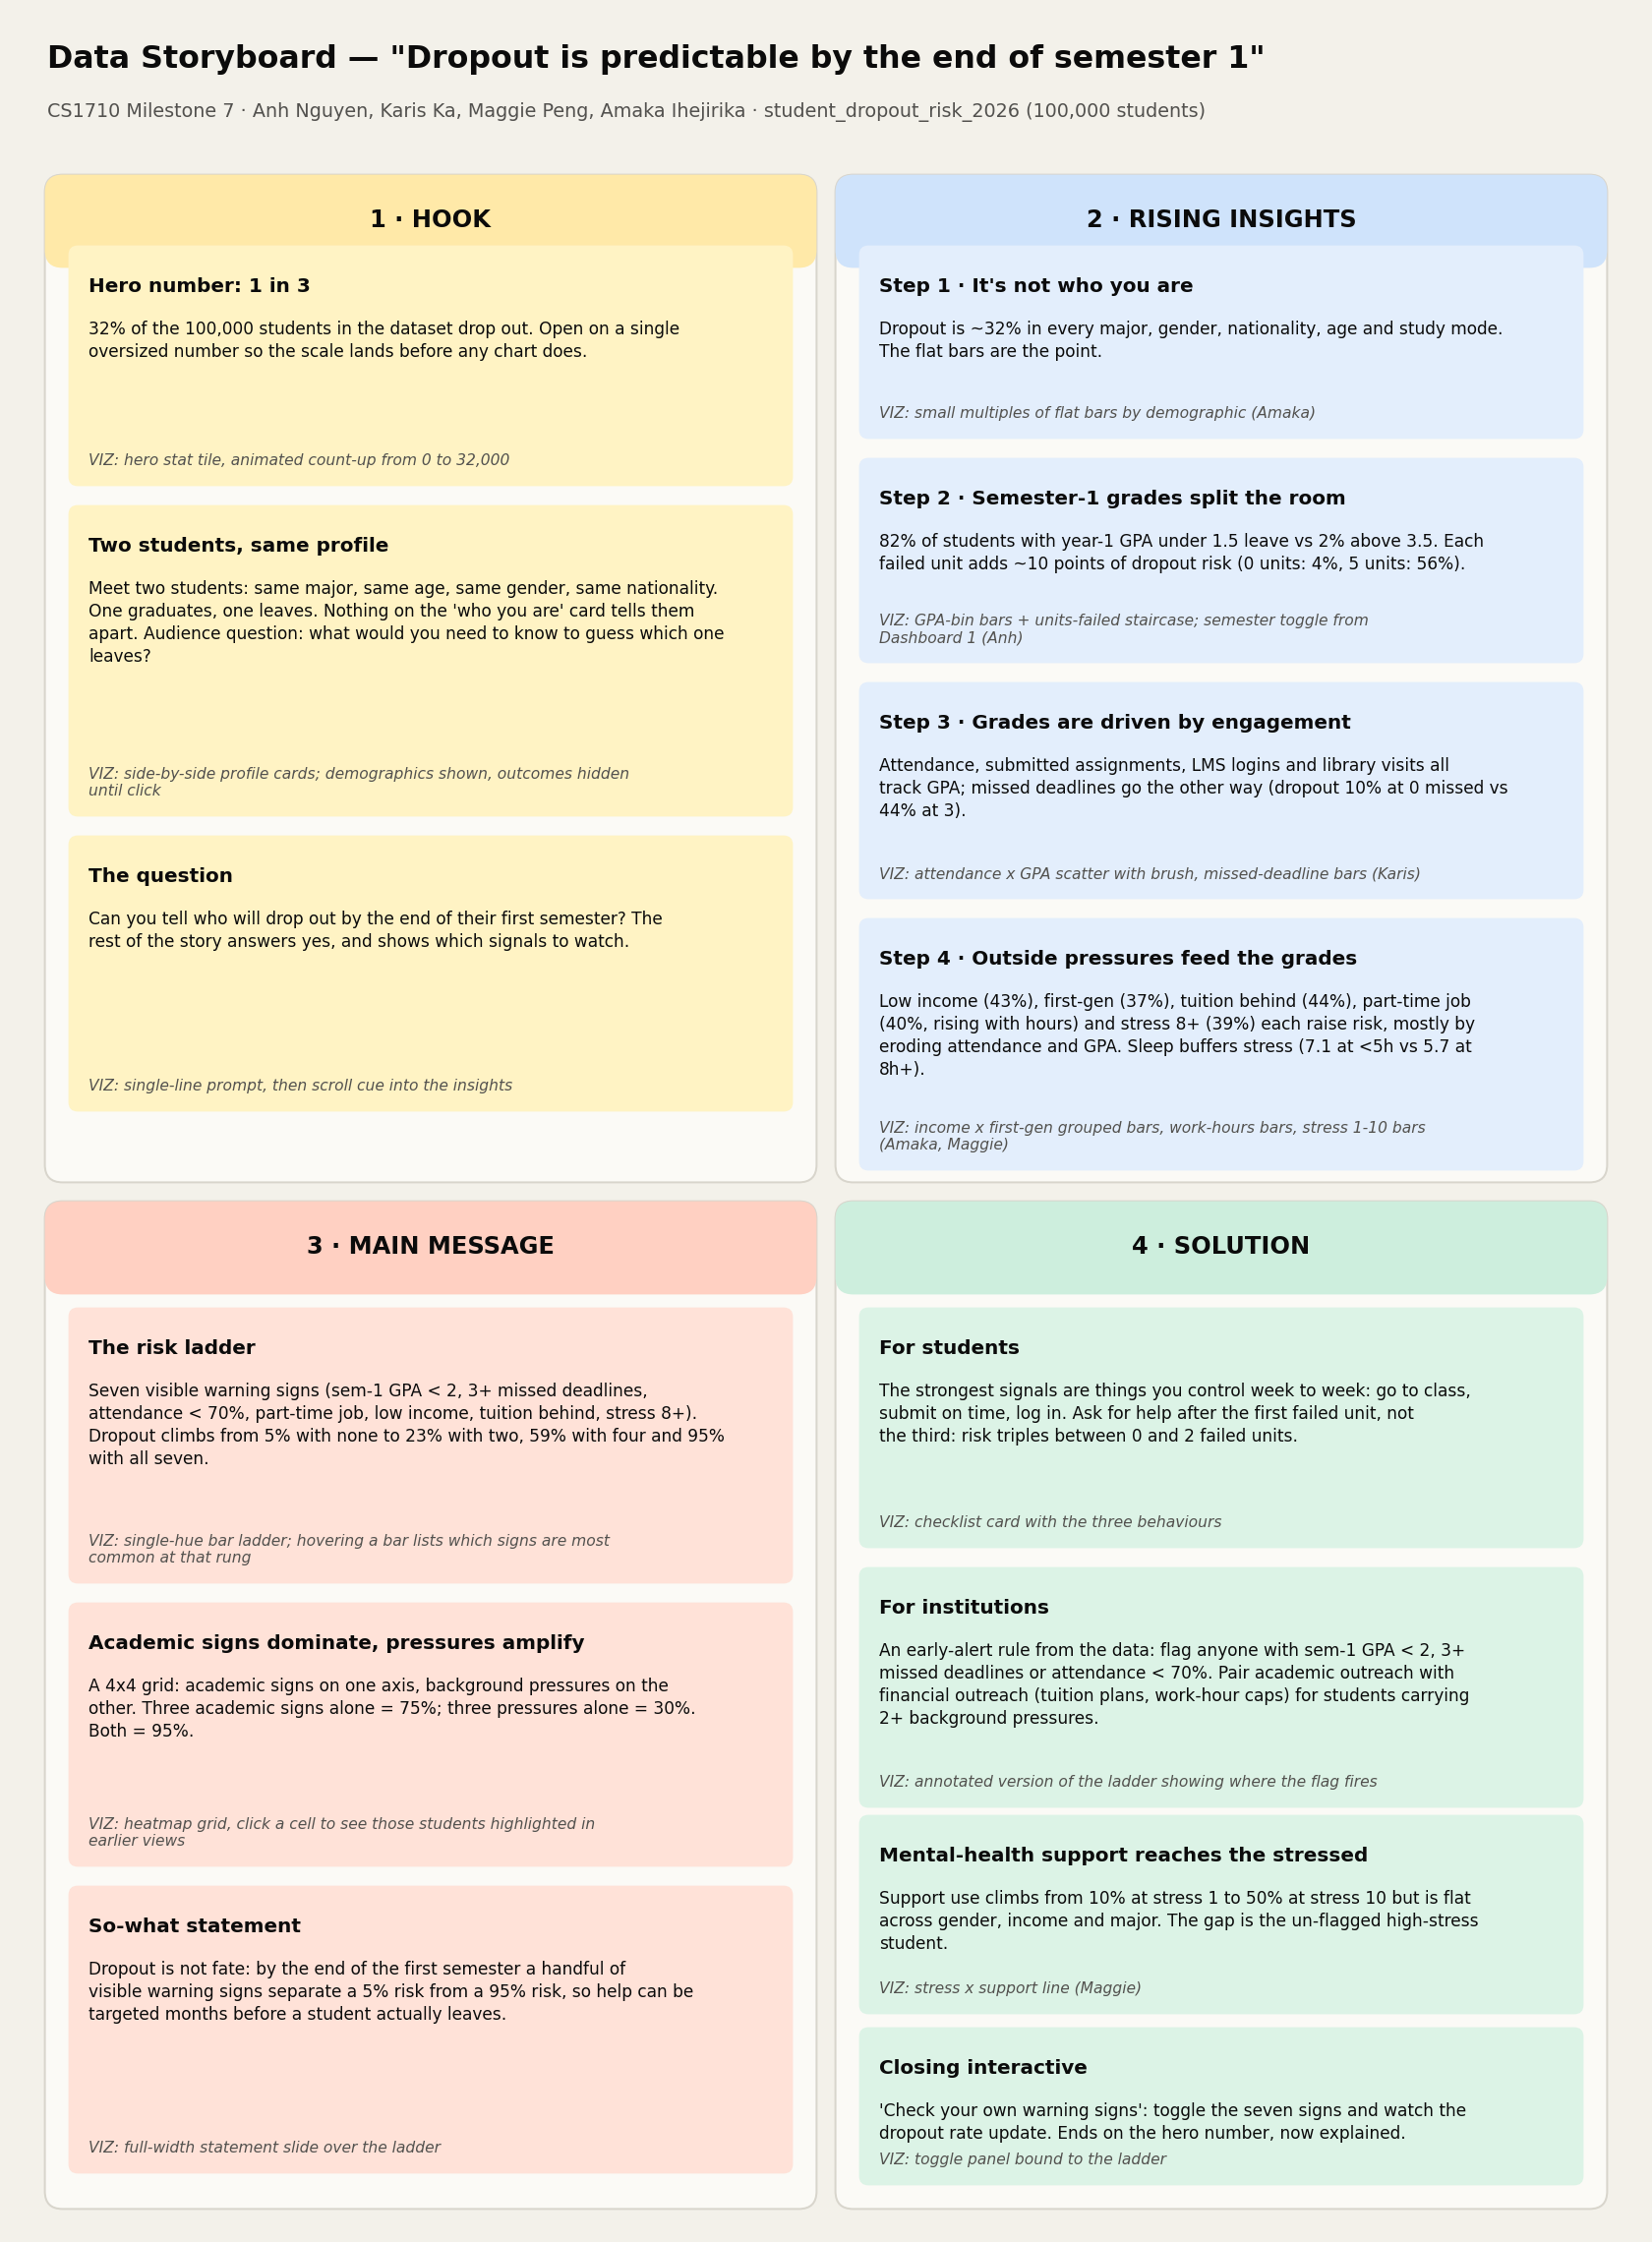 Data Storyboard — "Dropout is predictable by the end of semester 1"
CS1710 Milestone 7 · Anh Nguyen, Karis Ka, Maggie Peng, Amaka Ihejirika · student_dropout_risk_2026 (100,000 students)
1 · HOOK
Hero number: 1 in 3
32% of the 100,000 students in the dataset drop out. Open on a single
oversized number so the scale lands before any chart does.
VIZ: hero stat tile, animated count-up from 0 to 32,000
Two students, same profile
Meet two students: same major, same age, same gender, same nationality.
One graduates, one leaves. Nothing on the 'who you are' card tells them
apart. Audience question: what would you need to know to guess which one
leaves?
VIZ: side-by-side profile cards; demographics shown, outcomes hidden
until click
The question
Can you tell who will drop out by the end of their first semester? The
rest of the story answers yes, and shows which signals to watch.
VIZ: single-line prompt, then scroll cue into the insights
2 · RISING INSIGHTS
Step 1 · It's not who you are
Dropout is ~32% in every major, gender, nationality, age and study mode.
The flat bars are the point.
VIZ: small multiples of flat bars by demographic (Amaka)
Step 2 · Semester-1 grades split the room
82% of students with year-1 GPA under 1.5 leave vs 2% above 3.5. Each
failed unit adds ~10 points of dropout risk (0 units: 4%, 5 units: 56%).
VIZ: GPA-bin bars + units-failed staircase; semester toggle from
Dashboard 1 (Anh)
Step 3 · Grades are driven by engagement
Attendance, submitted assignments, LMS logins and library visits all
track GPA; missed deadlines go the other way (dropout 10% at 0 missed vs
44% at 3).
VIZ: attendance x GPA scatter with brush, missed-deadline bars (Karis)
Step 4 · Outside pressures feed the grades
Low income (43%), first-gen (37%), tuition behind (44%), part-time job
(40%, rising with hours) and stress 8+ (39%) each raise risk, mostly by
eroding attendance and GPA. Sleep buffers stress (7.1 at <5h vs 5.7 at
8h+).
VIZ: income x first-gen grouped bars, work-hours bars, stress 1-10 bars
(Amaka, Maggie)
3 · MAIN MESSAGE
The risk ladder
Seven visible warning signs (sem-1 GPA < 2, 3+ missed deadlines,
attendance < 70%, part-time job, low income, tuition behind, stress 8+).
Dropout climbs from 5% with none to 23% with two, 59% with four and 95%
with all seven.
VIZ: single-hue bar ladder; hovering a bar lists which signs are most
common at that rung
Academic signs dominate, pressures amplify
A 4x4 grid: academic signs on one axis, background pressures on the
other. Three academic signs alone = 75%; three pressures alone = 30%.
Both = 95%.
VIZ: heatmap grid, click a cell to see those students highlighted in
earlier views
So-what statement
Dropout is not fate: by the end of the first semester a handful of
visible warning signs separate a 5% risk from a 95% risk, so help can be
targeted months before a student actually leaves.
VIZ: full-width statement slide over the ladder
4 · SOLUTION
For students
The strongest signals are things you control week to week: go to class,
submit on time, log in. Ask for help after the first failed unit, not
the third: risk triples between 0 and 2 failed units.
VIZ: checklist card with the three behaviours
For institutions
An early-alert rule from the data: flag anyone with sem-1 GPA < 2, 3+
missed deadlines or attendance < 70%. Pair academic outreach with
financial outreach (tuition plans, work-hour caps) for students carrying
2+ background pressures.
VIZ: annotated version of the ladder showing where the flag fires
Mental-health support reaches the stressed
Support use climbs from 10% at stress 1 to 50% at stress 10 but is flat
across gender, income and major. The gap is the un-flagged high-stress
student.
VIZ: stress x support line (Maggie)
Closing interactive
'Check your own warning signs': toggle the seven signs and watch the
dropout rate update. Ends on the hero number, now explained.
VIZ: toggle panel bound to the ladder